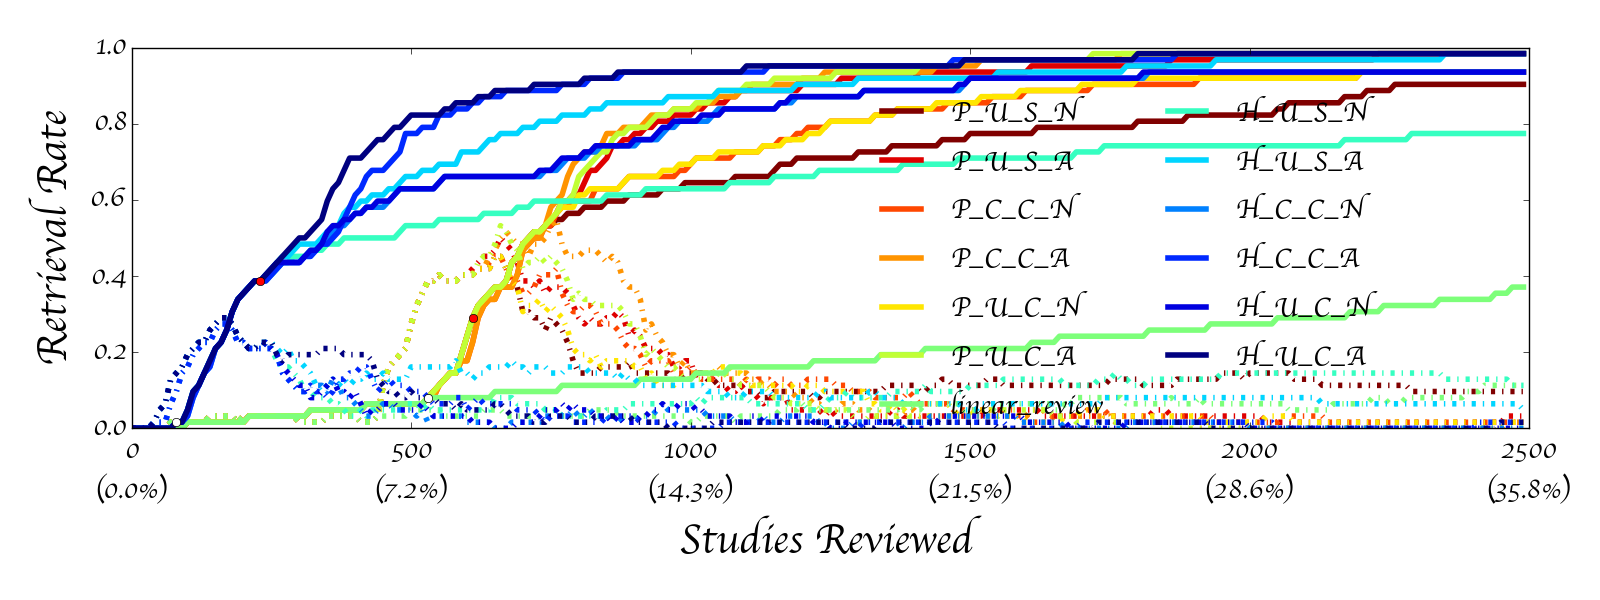 1.0
0.8
0.6
0.4
0.2
0.0
Retrieval Rate
P_U_S_N
P_U_S_A
P_C_C_N
P_C_C_A
P_U_C_N
P_U_C_A
linear_review
H_U_S_N
H_U_S_A
H_C_C_N
H_C_C_A
H_U_C_N
H_U_C_A
0 500 1000 1500 2000 2500
(0.0%) (7.2%) (14.3%) (21.5%) (28.6%) (35.8%)
Studies Reviewed